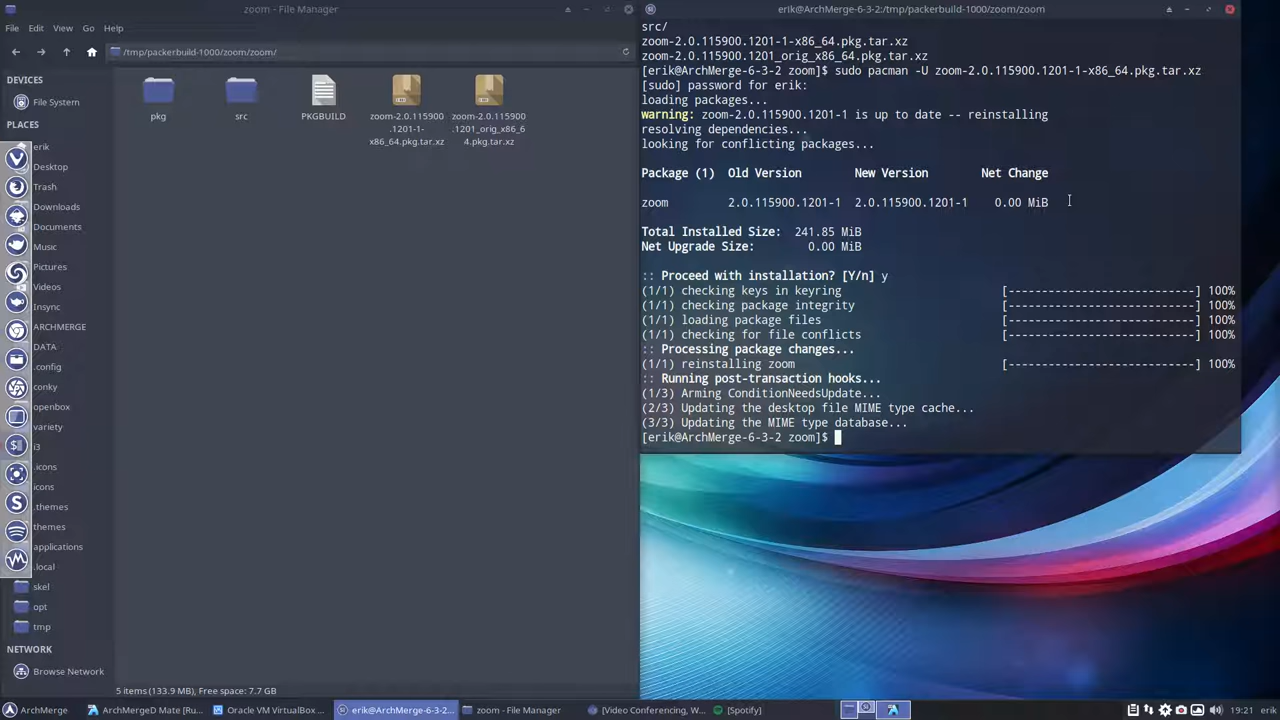 zoom - File Manager
File Edit View Go Help
/tmp/packerbuild-1000/zoom/zoom/
DEVICES
File System
PLACES
erik
Desktop
Trash
Downloads
Documents
Music
Pictures
Videos
Insync
ARCHMERGE
DATA
.config
conky
openbox
variety
i3
.icons
icons
.themes
themes
applications
.local
skel
opt
tmp
NETWORK
Browse Network
pkg
src
PKGBUILD
zoom-2.0.115900
.1201-1-
x86_64.pkg.tar.xz
zoom-2.0.115900
.1201_orig_x86_6
4.pkg.tar.xz
5 items (133.9 MB), Free space: 7.7 GB
erik@ArchMerge-6-3-2:/tmp/packerbuild-1000/zoom/zoom
src/
zoom-2.0.115900.1201-1-x86_64.pkg.tar.xz
zoom-2.0.115900.1201_orig_x86_64.pkg.tar.xz
[erik@ArchMerge-6-3-2 zoom]$ sudo pacman -U zoom-2.0.115900.1201-1-x86_64.pkg.tar.xz
[sudo] password for erik:
loading packages...
warning: zoom-2.0.115900.1201-1 is up to date -- reinstalling
resolving dependencies...
looking for conflicting packages...
Package (1) Old Version New Version Net Change
zoom 2.0.115900.1201-1 2.0.115900.1201-1 0.00 MiB
Total Installed Size: 241.85 MiB
Net Upgrade Size: 0.00 MiB
:: Proceed with installation? [Y/n] y
(1/1) checking keys in keyring [---------------------------] 100%
(1/1) checking package integrity [---------------------------] 100%
(1/1) loading package files [---------------------------] 100%
(1/1) checking for file conflicts [---------------------------] 100%
:: Processing package changes...
(1/1) reinstalling zoom [---------------------------] 100%
:: Running post-transaction hooks...
(1/3) Arming ConditionNeedsUpdate...
(2/3) Updating the desktop file MIME type cache...
(3/3) Updating the MIME type database...
[erik@ArchMerge-6-3-2 zoom]$
ArchMerge ArchMergeD Mate [Ru... Oracle VM VirtualBox ... erik@ArchMerge-6-3-2... zoom - File Manager [Video Conferencing, W... [Spotify] 19:21 erik